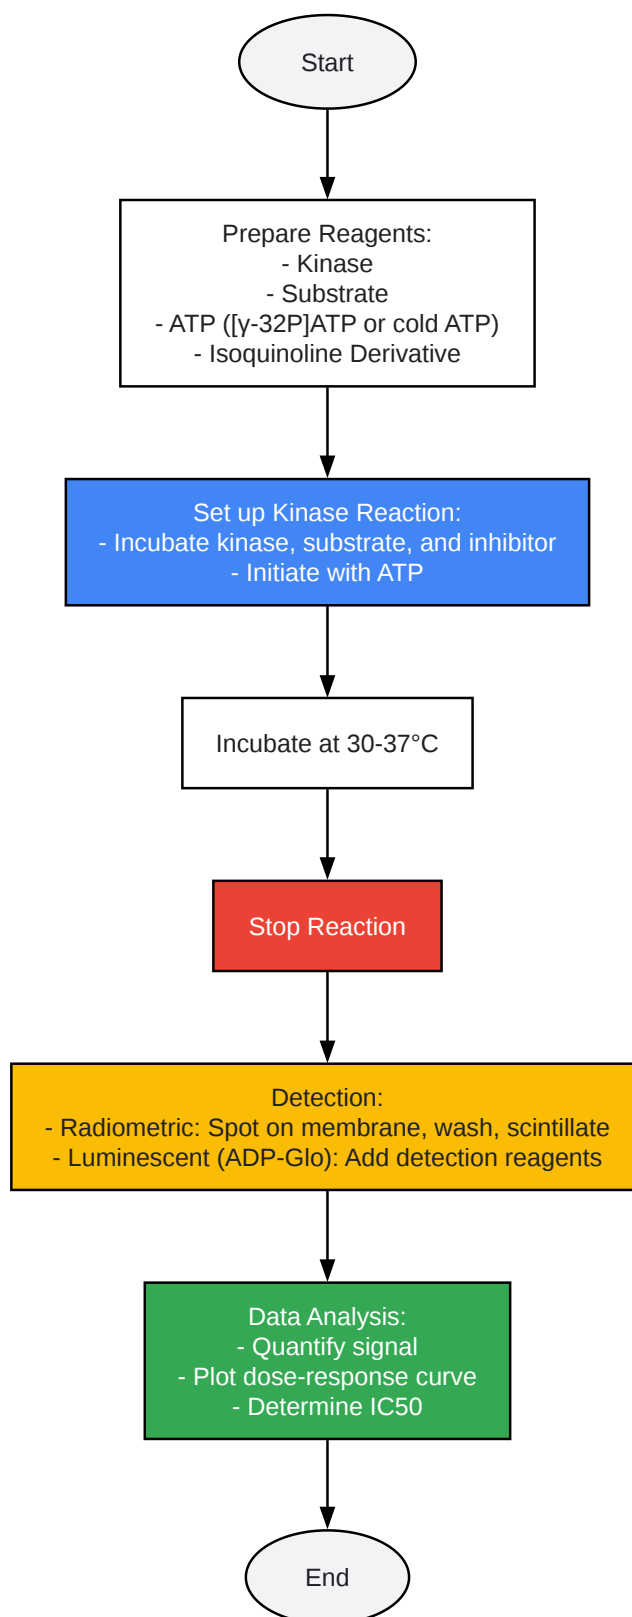 Start
Prepare Reagents:
- Kinase
- Substrate
- ATP ([γ-32P]ATP or cold ATP)
- Isoquinoline Derivative
Set up Kinase Reaction:
- Incubate kinase, substrate, and inhibitor
- Initiate with ATP
Incubate at 30-37°C
Stop Reaction
Detection:
- Radiometric: Spot on membrane, wash, scintillate
- Luminescent (ADP-Glo): Add detection reagents
Data Analysis:
- Quantify signal
- Plot dose-response curve
- Determine IC50
End